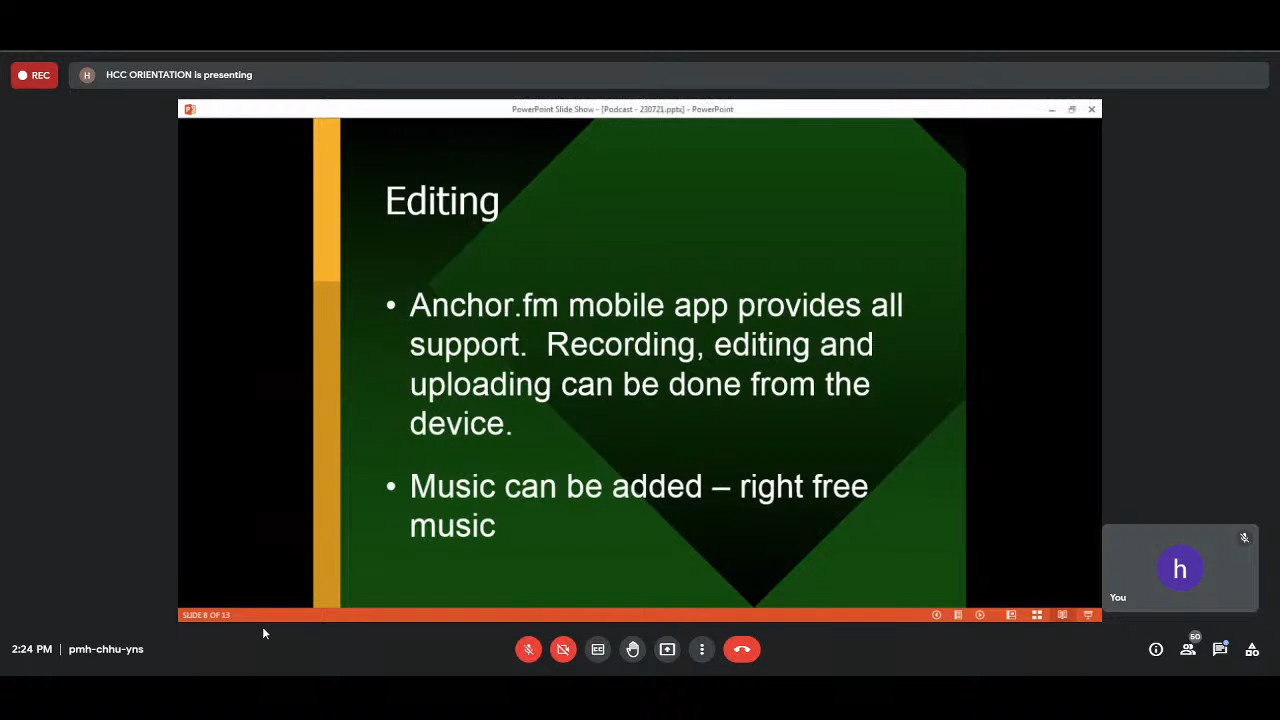 REC
H
HCC ORIENTATION is presenting
PowerPoint Slide Show - [Podcast - 230721.pptx] - PowerPoint
Editing
• Anchor.fm mobile app provides all
support. Recording, editing and
uploading can be done from the
device.
• Music can be added – right free
music
h
You
SLIDE 8 OF 13
2:24 PM | pmh-chhu-yns
CC
50